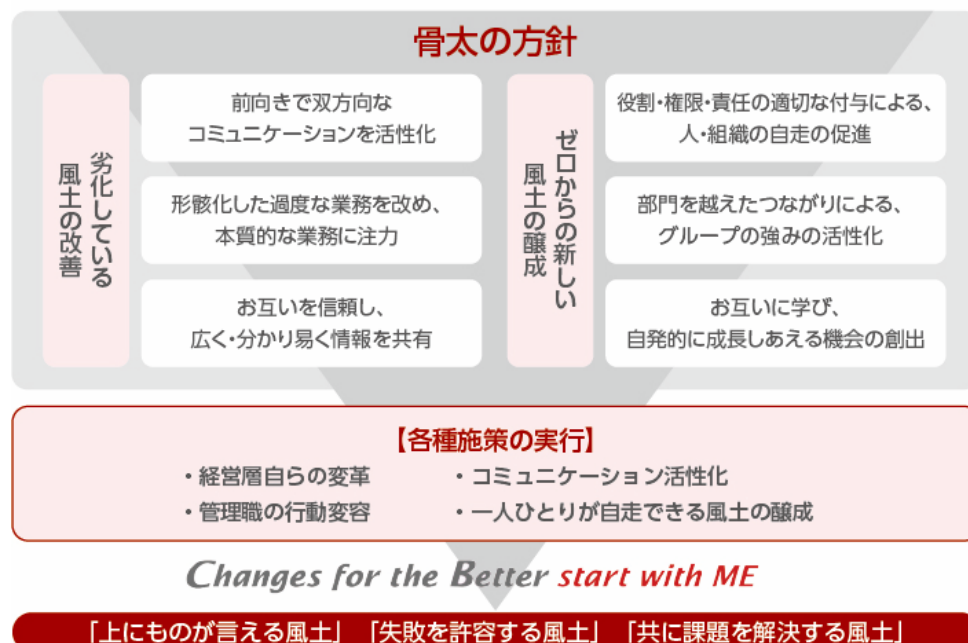 骨太の方針
劣化している
風土の改善
前向きで双方向な
コミュニケーションを活性化
形骸化した過度な業務を改め、
本質的な業務に注力
お互いを信頼し、
広く・分かり易く情報を共有
ゼロからの新しい
風土の醸成
役割・権限・責任の適切な付与による、
人・組織の自走の促進
部門を越えたつながりによる、
グループの強みの活性化
お互いに学び、
自発的に成長しあえる機会の創出
【各種施策の実行】
・経営層自らの変革
・コミュニケーション活性化
・管理職の行動変容
・一人ひとりが自走できる風土の醸成
Changes for the Better start with ME
「上にものが言える風土」「失敗を許容する風土」「共に課題を解決する風土」